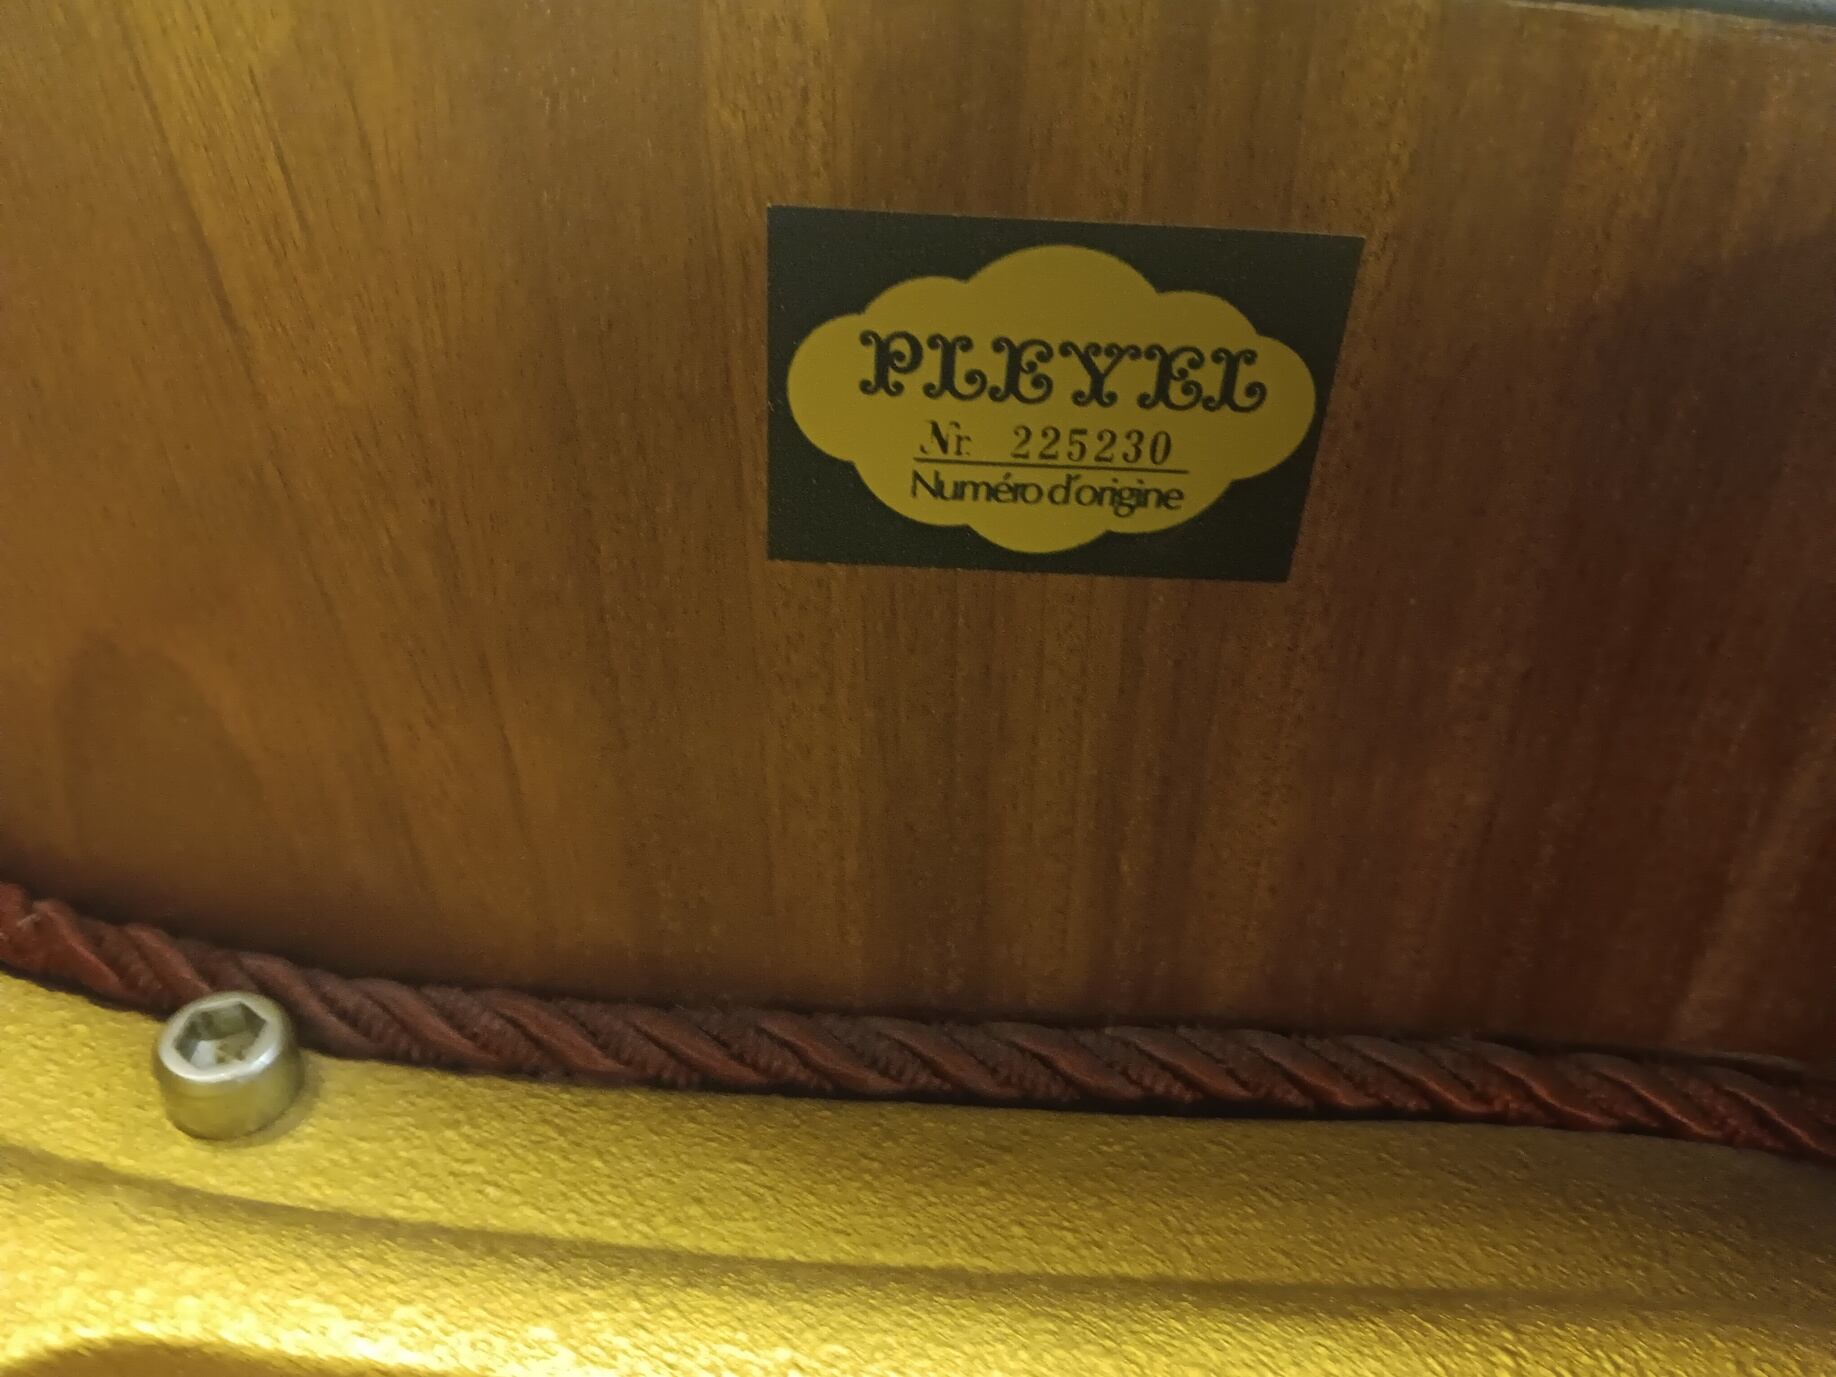 PLEYEL
Nr. 225230
Numéro d'origine